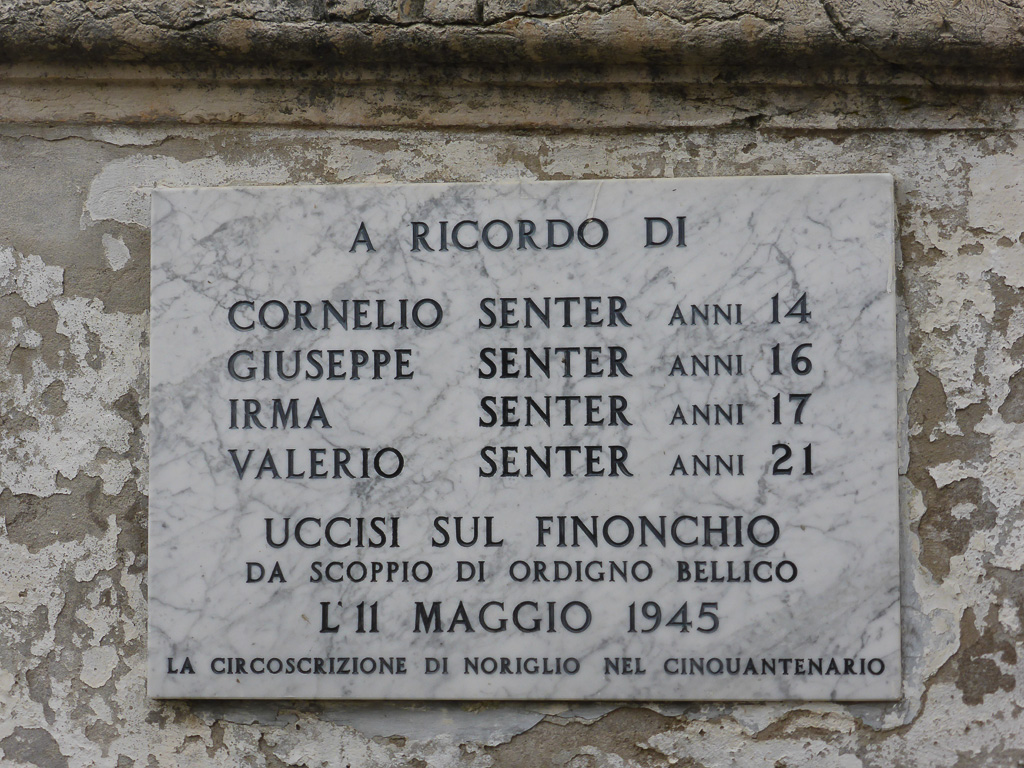 A RICORDO DI
CORNELIO SENTER ANNI 14
GIUSEPPE SENTER ANNI 16
IRMA SENTER ANNI 17
VALERIO SENTER ANNI 21
UCCISI SUL FINONCHIO
DA SCOPPIO DI ORDIGNO BELLICO
L'11 MAGGIO 1945
LA CIRCOSCRIZIONE DI NORIGLIO NEL CINQUANTENARIO